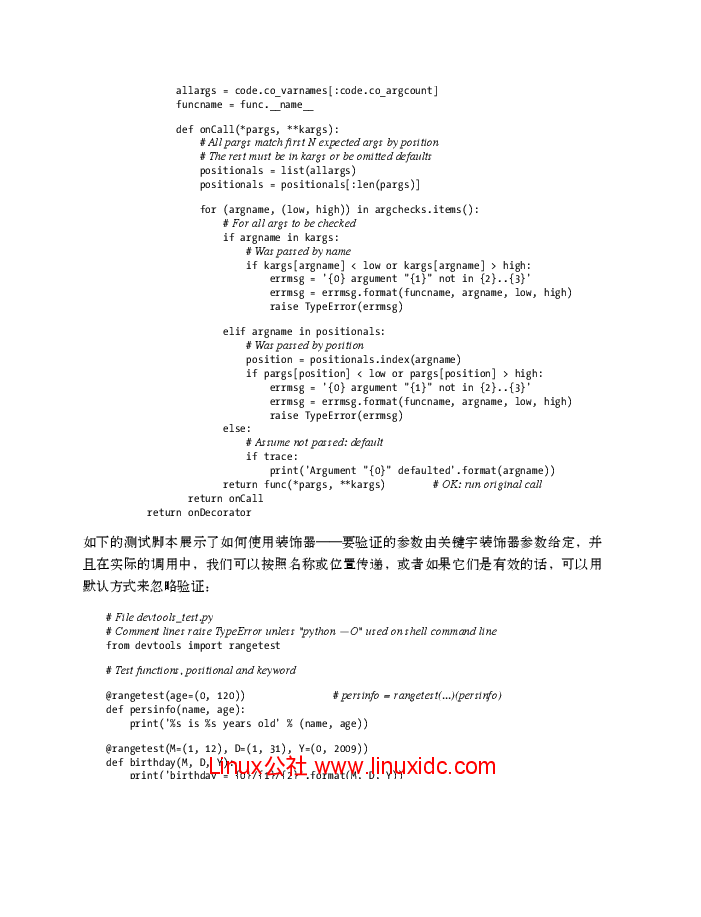 allargs = code.co_varnames[:code.co_argcount]
funcname = func.__name__
def onCall(*pargs, **kargs):
# All pargs match first N expected args by position
# The rest must be in kargs or be omitted defaults
positionals = list(allargs)
positionals = positionals[:len(pargs)]
for (argname, (low, high)) in argchecks.items():
# For all args to be checked
if argname in kargs:
# Was passed by name
if kargs[argname] < low or kargs[argname] > high:
errmsg = '{0} argument "{1}" not in {2}..{3}'
errmsg = errmsg.format(funcname, argname, low, high)
raise TypeError(errmsg)
elif argname in positionals:
# Was passed by position
position = positionals.index(argname)
if pargs[position] < low or pargs[position] > high:
errmsg = '{0} argument "{1}" not in {2}..{3}'
errmsg = errmsg.format(funcname, argname, low, high)
raise TypeError(errmsg)
else:
# Assume not passed: default
if trace:
print('Argument "{0}" defaulted'.format(argname))
return func(*pargs, **kargs) # OK: run original call
return onCall
return onDecorator
如下的测试脚本展示了如何使用装饰器——要验证的参数由关键字装饰器参数给定，并
且在实际的调用中，我们可以按照名称或位置传递，或者如果它们是有效的话，可以用
默认方式来忽略验证：
# File devtools_test.py
# Comment lines raise TypeError unless "python —O" used on shell command line
from devtools import rangetest
# Test functions, positional and keyword
@rangetest(age=(0, 120)) # persinfo = rangetest(...)(persinfo)
def persinfo(name, age):
print('%s is %s years old' % (name, age))
@rangetest(M=(1, 12), D=(1, 31), Y=(0, 2009))
def birthday(M, D, Y):
print('birthday = {0}/{1}/{2}'.format(M, D, Y))
Linux公社 www.linuxidc.com